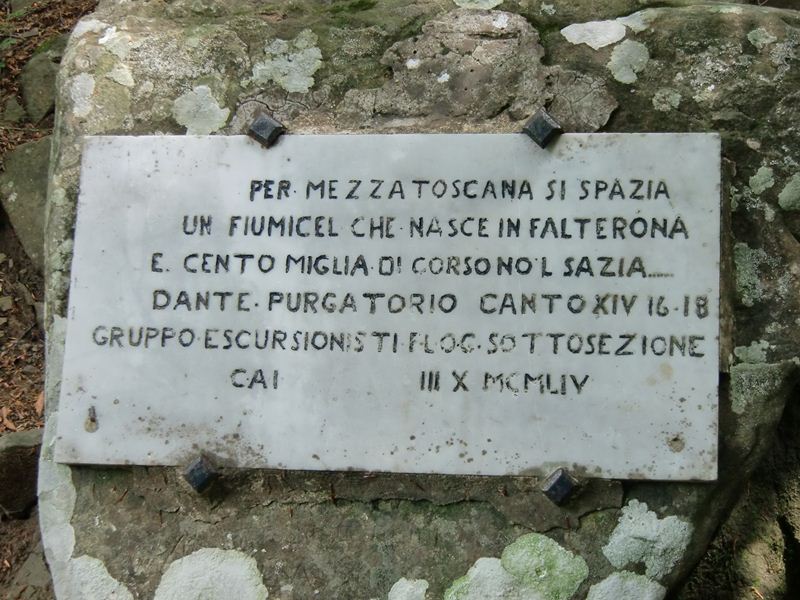 PER MEZZA TOSCANA SI SPAZIA
UN FIUMICEL CHE NASCE IN FALTERONA
E CENTO MIGLIA DI CORSO NO'L SAZIA......
DANTE PURGATORIO CANTO XIV 16-18
GRUPPO ESCURSIONISTI FLOG SOTTOSEZIONE
CAI III X MCMLIV